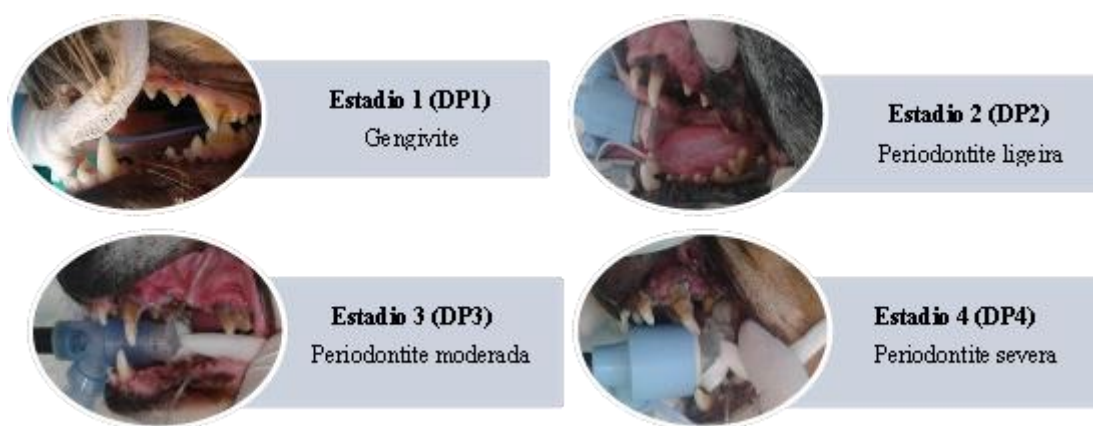 Estadio 1 (DP1)
Gengivite
Estadio 2 (DP2)
Periodontite ligeira
Estadio 3 (DP3)
Periodontite moderada
Estadio 4 (DP4)
Periodontite severa